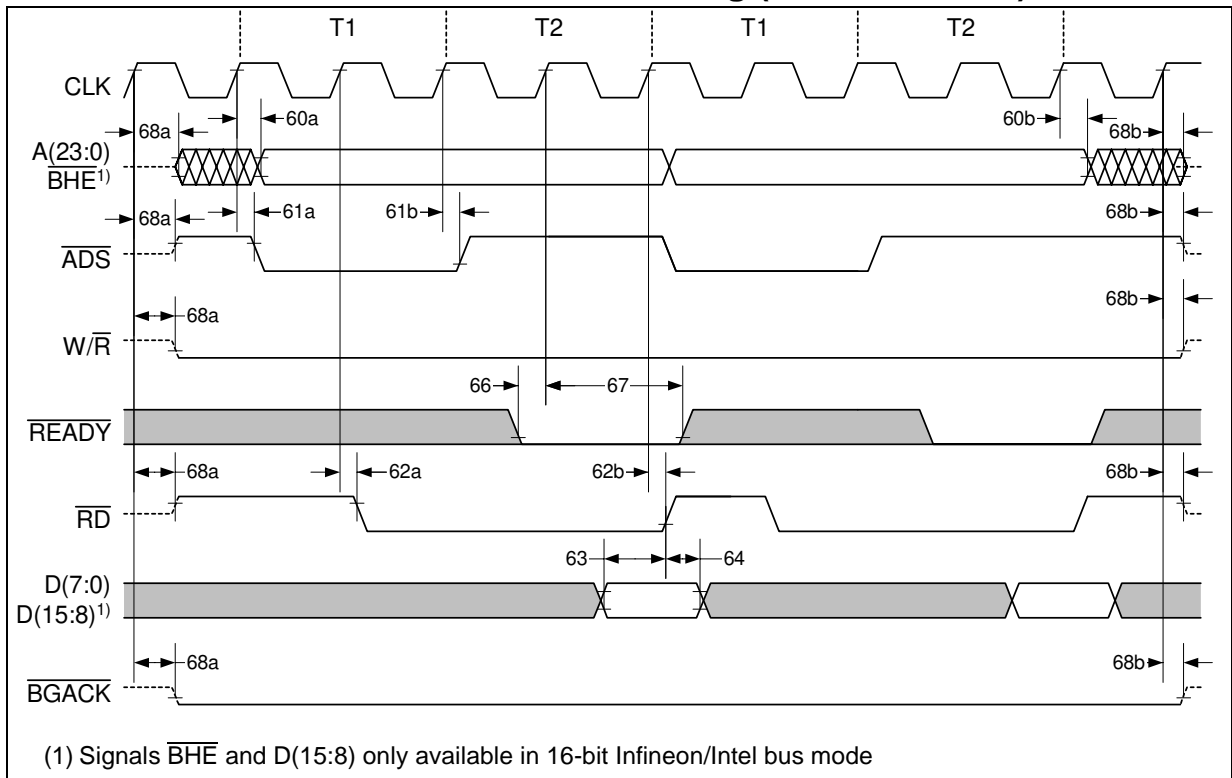 T1 T2 T1 T2
CLK
68a 60a 60b 68b
A(23:0)
BHE1)
68a 61a 61b 68b
ADS
68a 68b
W/R
66 67
READY
68a 62a 62b 68b
RD
63 64
D(7:0)
D(15:8)1)
68a 68b
BGACK
(1) Signals BHE and D(15:8) only available in 16-bit Infineon/Intel bus mode